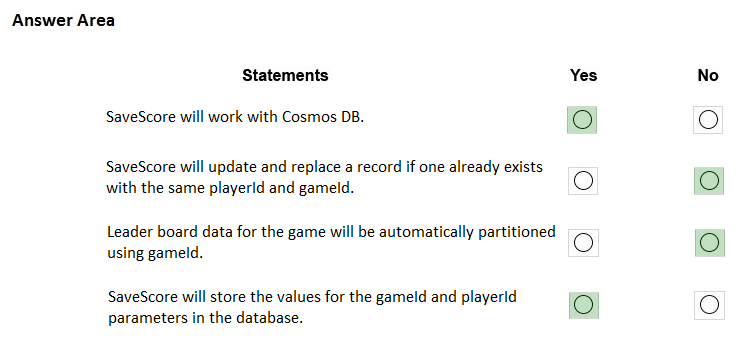 Answer Area
Statements Yes No
SaveScore will work with Cosmos DB.
SaveScore will update and replace a record if one already exists
with the same playerId and gameId.
Leader board data for the game will be automatically partitioned
using gameId.
SaveScore will store the values for the gameId and playerId
parameters in the database.